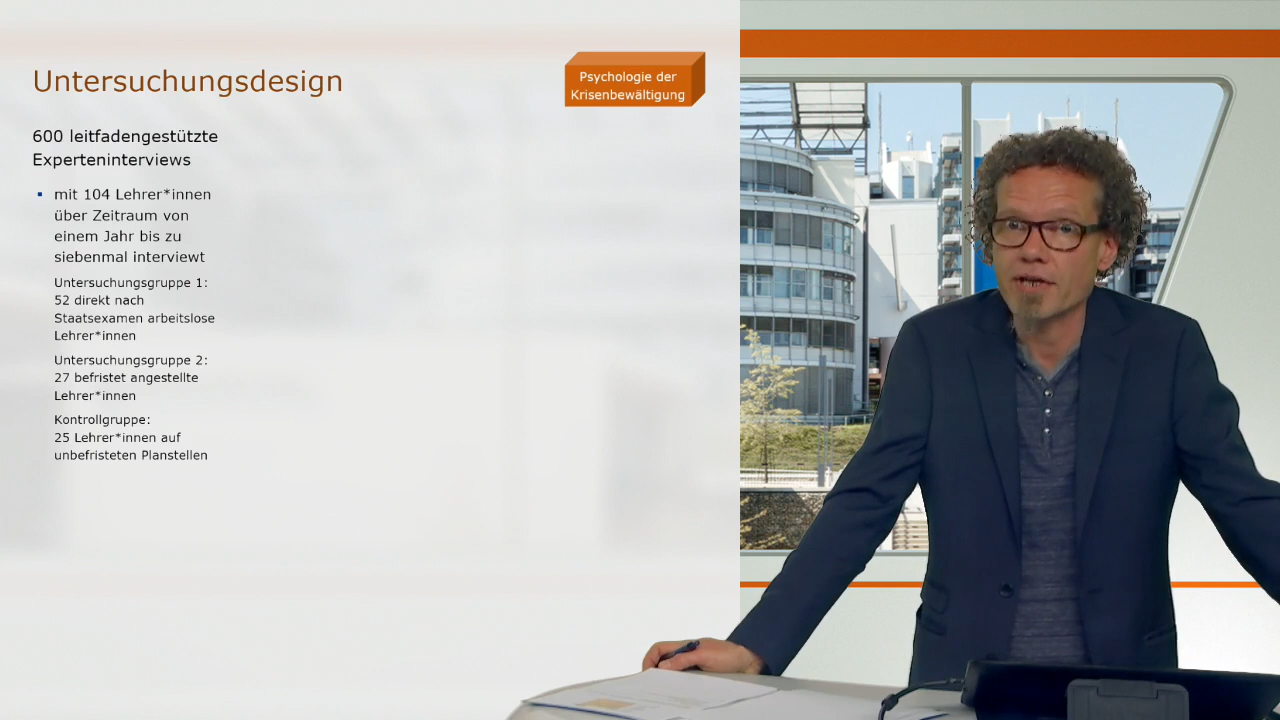 Untersuchungsdesign
Psychologie der
Krisenbewältigung
600 leitfadengestützte
Experteninterviews
mit 104 Lehrer*innen
über Zeitraum von
einem Jahr bis zu
siebenmal interviewt
Untersuchungsgruppe 1:
52 direkt nach
Staatsexamen arbeitslose
Lehrer*innen
Untersuchungsgruppe 2:
27 befristet angestellte
Lehrer*innen
Kontrollgruppe:
25 Lehrer*innen auf
unbefristeten Planstellen